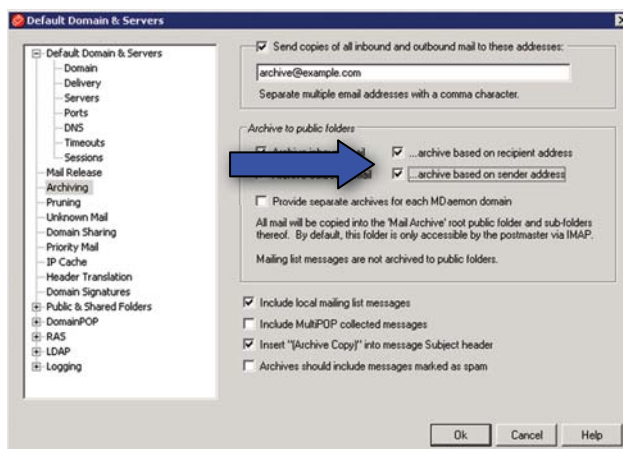 Default Domain & Servers
Default Domain & Servers
Domain
Delivery
Servers
Ports
DNS
Timeouts
Sessions
Mail Release
Archiving
Pruning
Unknown Mail
Domain Sharing
Priority Mail
IP Cache
Header Translation
Domain Signatures
Public & Shared Folders
DomainPOP
RAS
LDAP
Logging
Send copies of all inbound and outbound mail to these addresses:
archive@example.com
Separate multiple email addresses with a comma character.
Archive to public folders
...archive based on recipient address
...archive based on sender address
Provide separate archives for each MDaemon domain
All mail will be copied into the 'Mail Archive' root public folder and sub-folders
thereof. By default, this folder is only accessible by the postmaster via IMAP.
Mailing list messages are not archived to public folders.
Include local mailing list messages
Include MultiPOP collected messages
Insert "(Archive Copy)" into message Subject header
Archives should include messages marked as spam
Ok
Cancel
Help